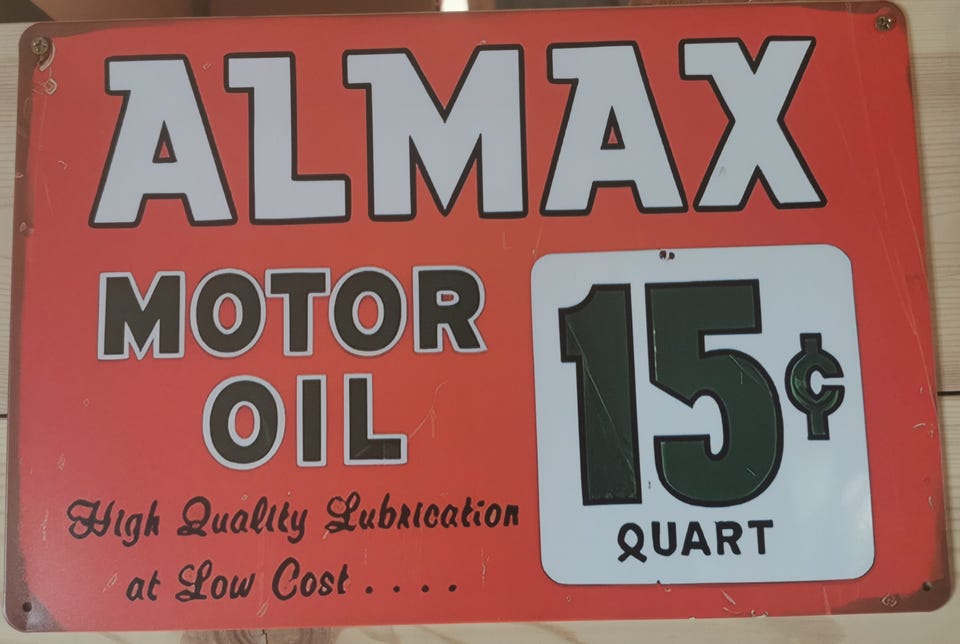 ALMAX
MOTOR
OIL
High Quality Lubrication
at Low Cost . . . .
15¢
QUART